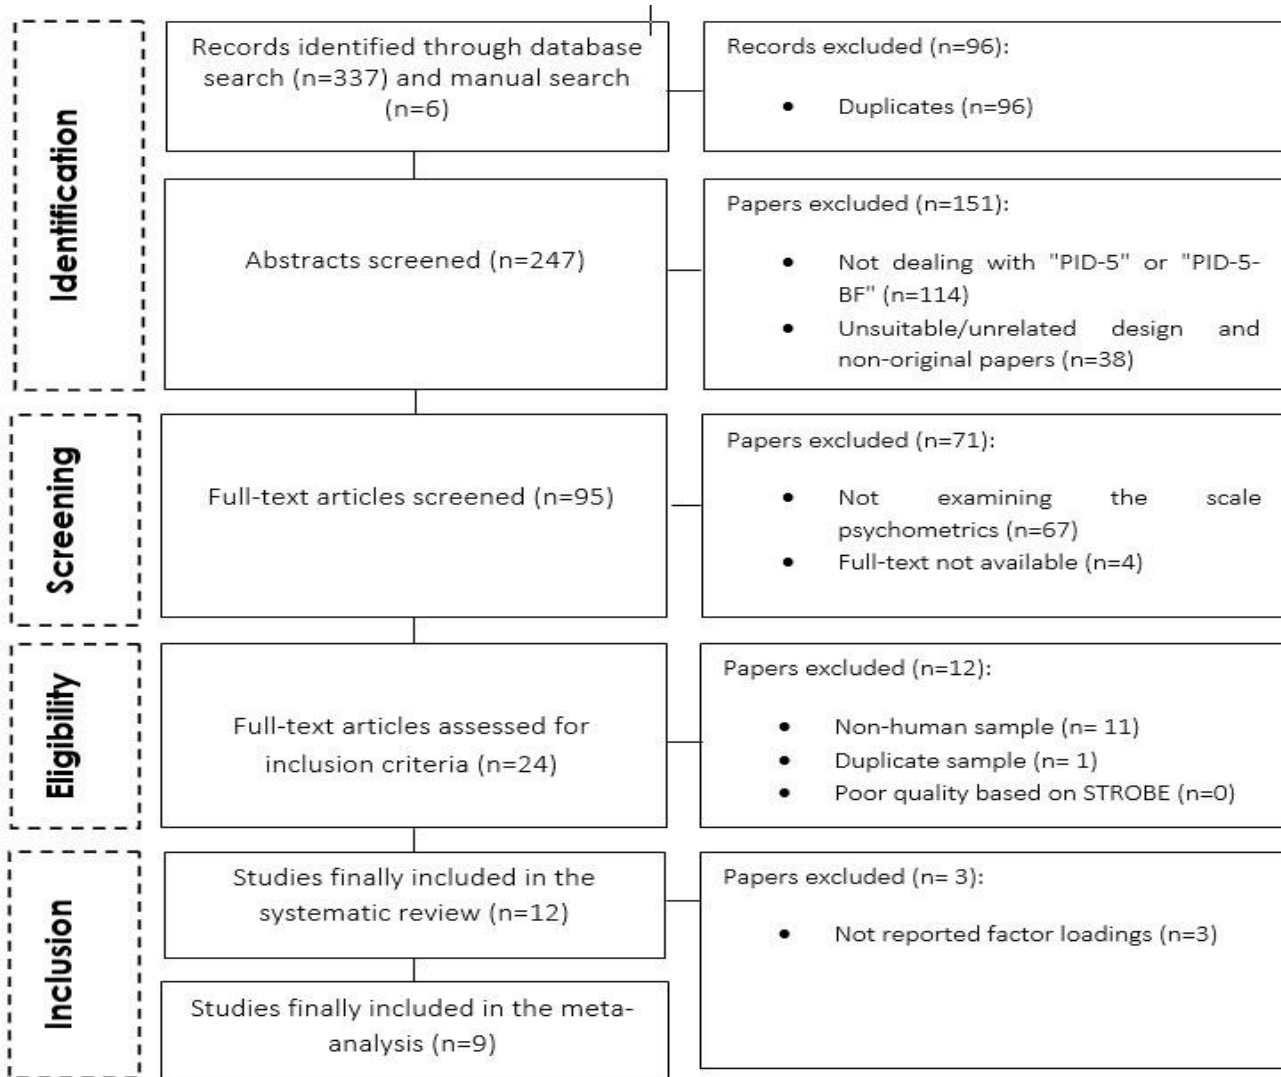 Identification
Records identified through database
search (n=337) and manual search
(n=6)
Records excluded (n=96):
• Duplicates (n=96)
Abstracts screened (n=247)
Papers excluded (n=151):
• Not dealing with "PID-5" or "PID-5-
BF" (n=114)
• Unsuitable/unrelated design and
non-original papers (n=38)
Screening
Full-text articles screened (n=95)
Papers excluded (n=71):
• Not examining the scale
psychometrics (n=67)
• Full-text not available (n=4)
Eligibility
Full-text articles assessed for
inclusion criteria (n=24)
Papers excluded (n=12):
• Non-human sample (n= 11)
• Duplicate sample (n= 1)
• Poor quality based on STROBE (n=0)
Inclusion
Studies finally included in the
systematic review (n=12)
Papers excluded (n= 3):
• Not reported factor loadings (n=3)
Studies finally included in the meta-
analysis (n=9)